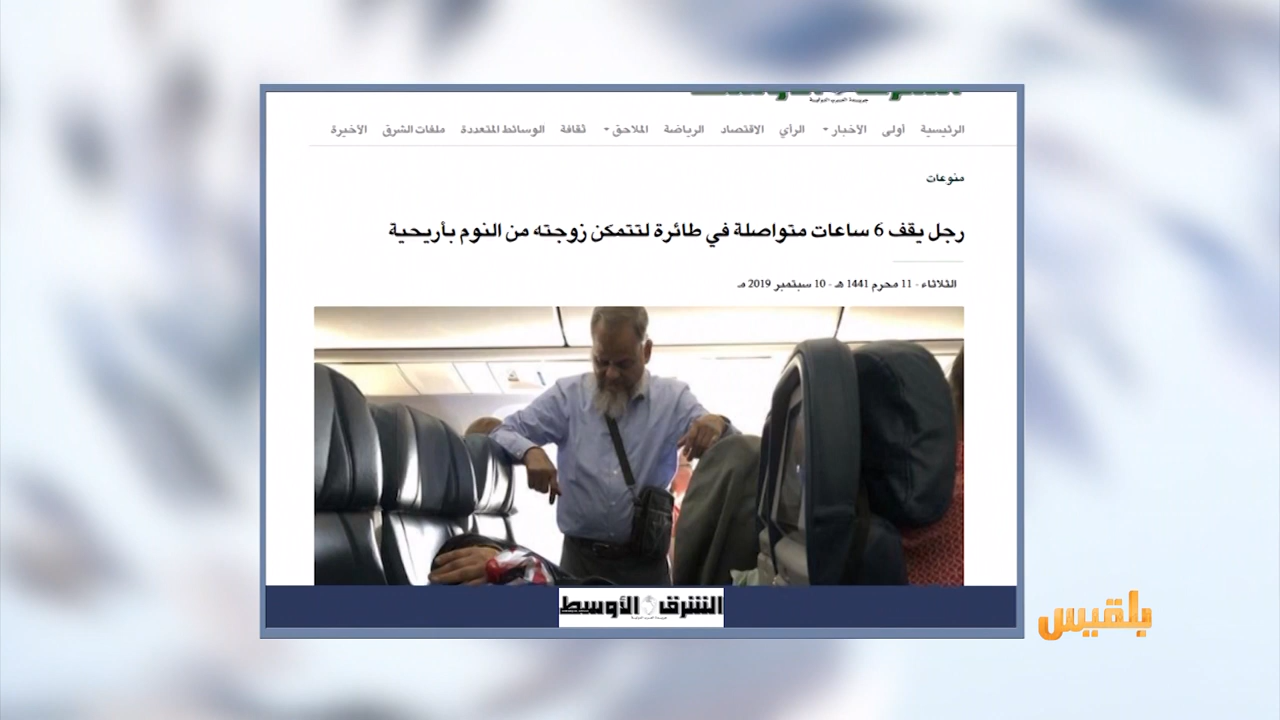 الرئيسية أولى الأخبار الرأي الاقتصاد الرياضة الملاحق ثقافة الوسائط المتعددة ملفات الشرق الأخيرة
منوعات
رجل يقف 6 ساعات متواصلة في طائرة لتتمكن زوجته من النوم بأريحية
الثلاثاء - 11 محرم 1441 هـ - 10 سبتمبر 2019 مـ
الشرق الأوسط
بلقيس